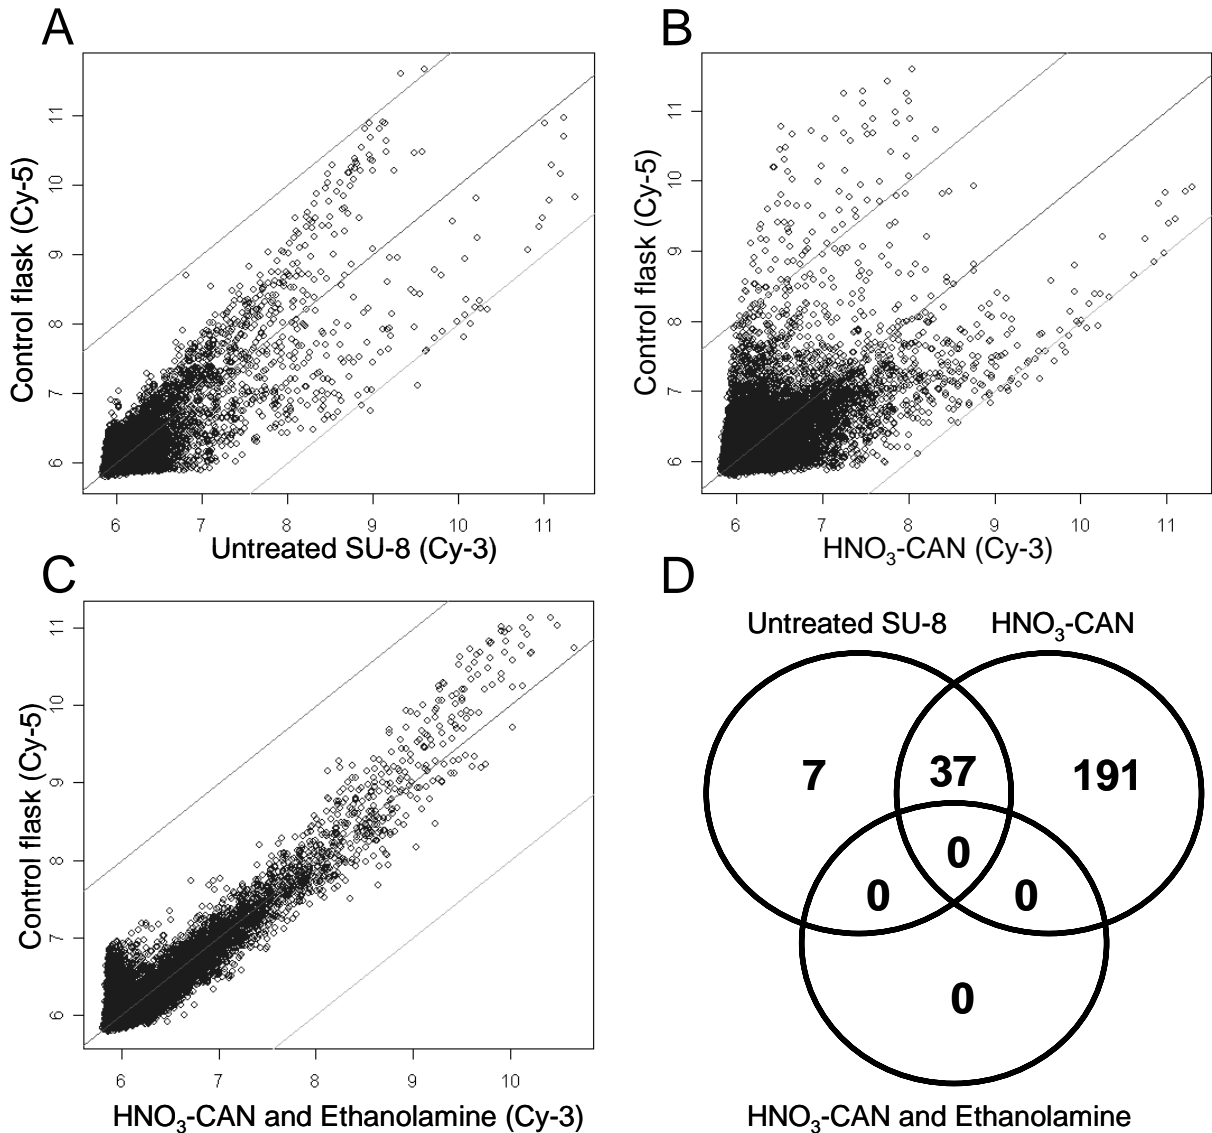 A
Control flask (Cy-5)
6
7
8
9
10
11
6
7
8
9
10
11
Untreated SU-8 (Cy-3)
B
Control flask (Cy-5)
6
7
8
9
10
11
6
7
8
9
10
11
HNO₃-CAN (Cy-3)
C
Control flask (Cy-5)
6
7
8
9
10
11
6
7
8
9
10
HNO₃-CAN and Ethanolamine (Cy-3)
D
Untreated SU-8 HNO₃-CAN
7 37 191
0
0 0
0
HNO₃-CAN and Ethanolamine